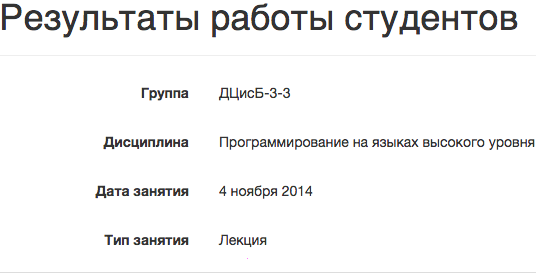 Результаты работы студентов
Группа ДЦисБ-3-3
Дисциплина Программирование на языках высокого уровня
Дата занятия 4 ноября 2014
Тип занятия Лекция